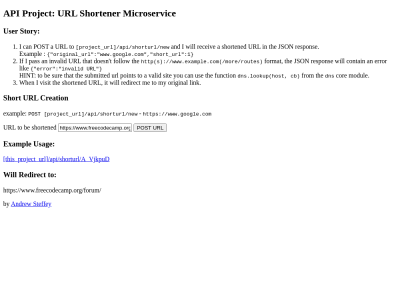 API Project: URL Shortener Microservice
User Story:
1. I can POST a URL to [project_url]/api/shorturl/new and I will receive a shortened URL in the JSON response.
Example : {"original_url":"www.google.com","short_url":1}
2. If I pass an invalid URL that doesn't follow the http(s)://www.example.com(/more/routes) format, the JSON response will contain an error
like {"error":"invalid URL"}
HINT: to be sure that the submitted url points to a valid site you can use the function dns.lookup(host, cb) from the dns core module.
3. When I visit the shortened URL, it will redirect me to my original link.
Short URL Creation
example: POST [project_url]/api/shorturl/new - https://www.google.com
URL to be shortened https://www.freecodecamp.org POST URL
Example Usage:
[this_project_url]/api/shorturl/A_VjkpuD
Will Redirect to:
https://www.freecodecamp.org/forum/
by Andrew Steffey